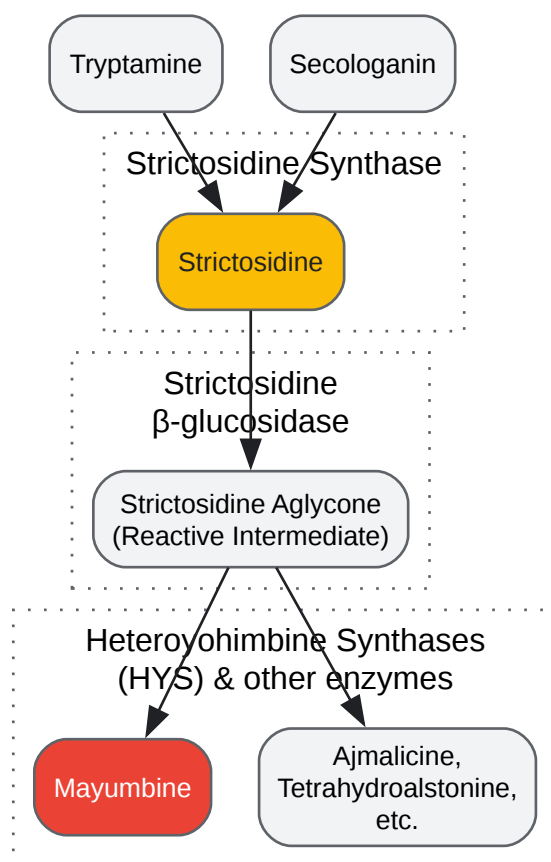 Tryptamine
Secologanin
Strictosidine Synthase
Strictosidine
Strictosidine
β-glucosidase
Strictosidine Aglycone
(Reactive Intermediate)
Heteroyohimbine Synthases
(HYS) & other enzymes
Mayumbine
Ajmalicine,
Tetrahydroalstonine,
etc.